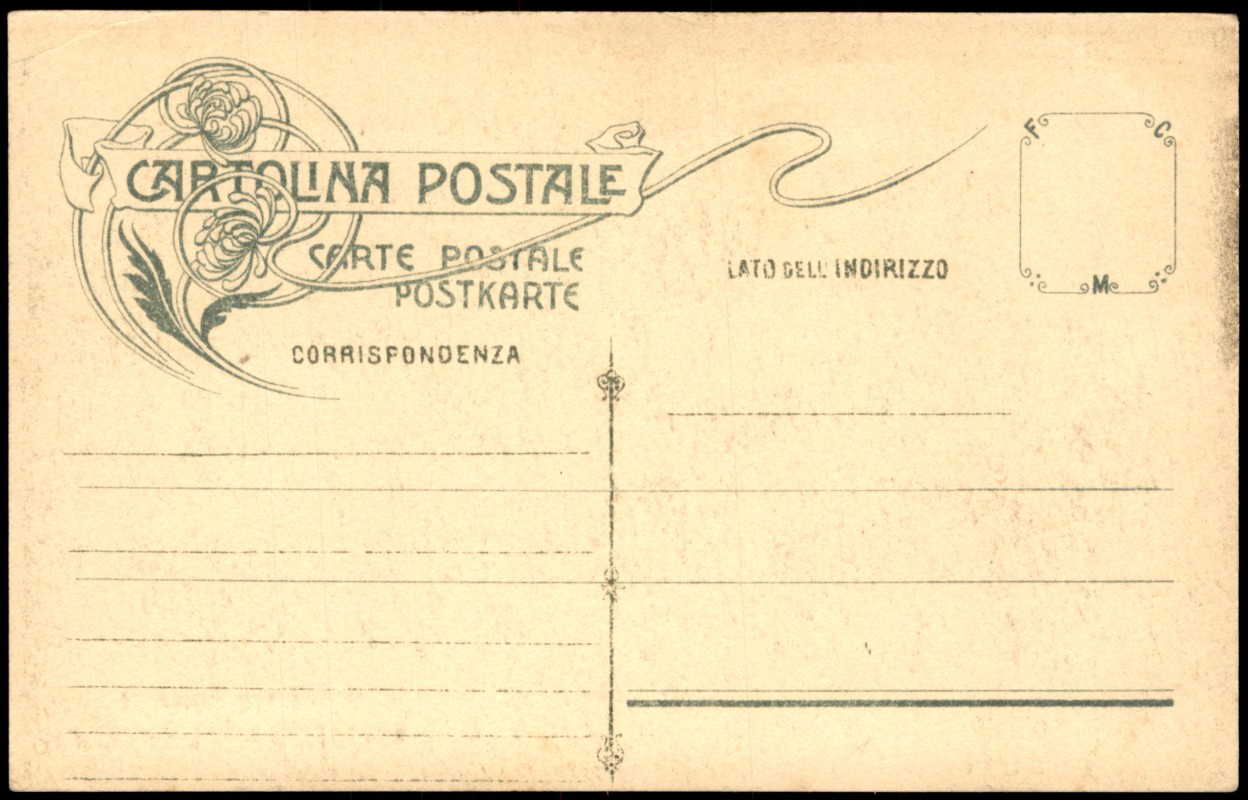 CARTOLINA POSTALE
CARTE POSTALE
POSTKARTE
CORRISPONDENZA
LATO DELL'INDIRIZZO
F C
M